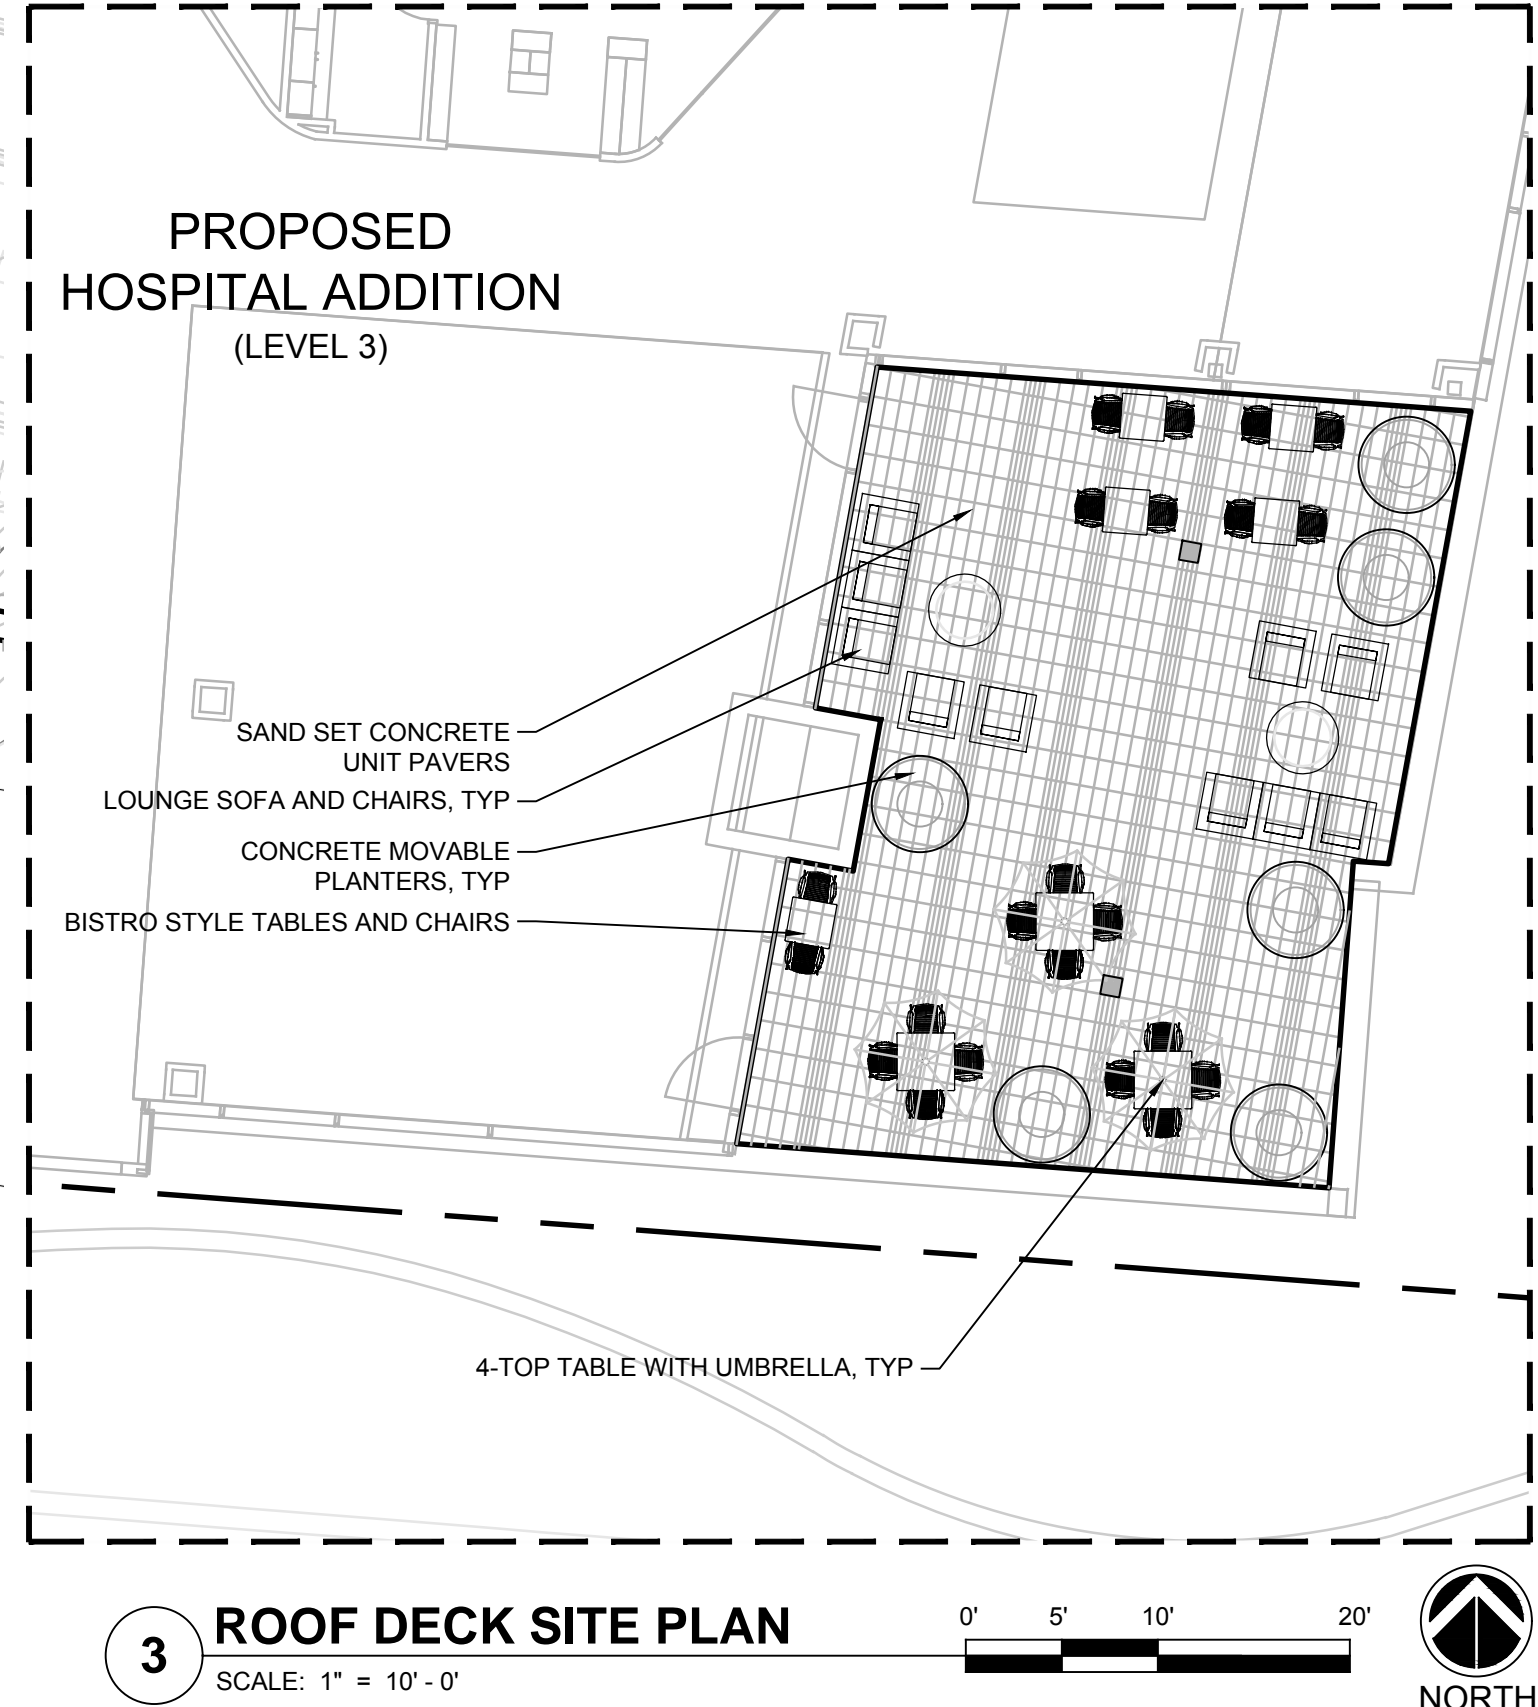 PROPOSED
HOSPITAL ADDITION
(LEVEL 3)
SAND SET CONCRETE
UNIT PAVERS
LOUNGE SOFA AND CHAIRS, TYP
CONCRETE MOVABLE
PLANTERS, TYP
BISTRO STYLE TABLES AND CHAIRS
4-TOP TABLE WITH UMBRELLA, TYP
3
ROOF DECK SITE PLAN
SCALE: 1" = 10' - 0'
0' 5' 10' 20'
NORTH